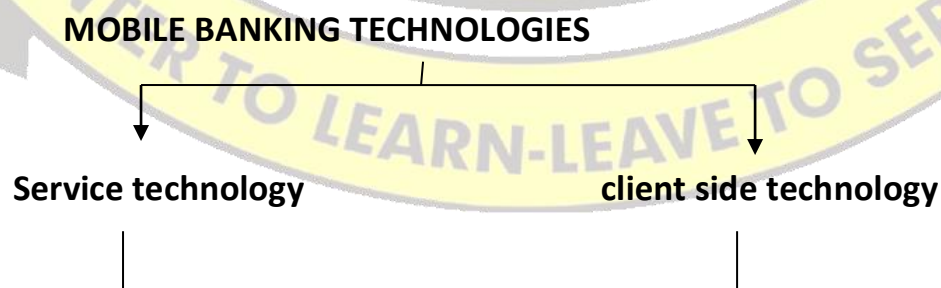 MOBILE BANKING TECHNOLOGIES
TO LEARN-LEAVE TO
Service technology client side technology